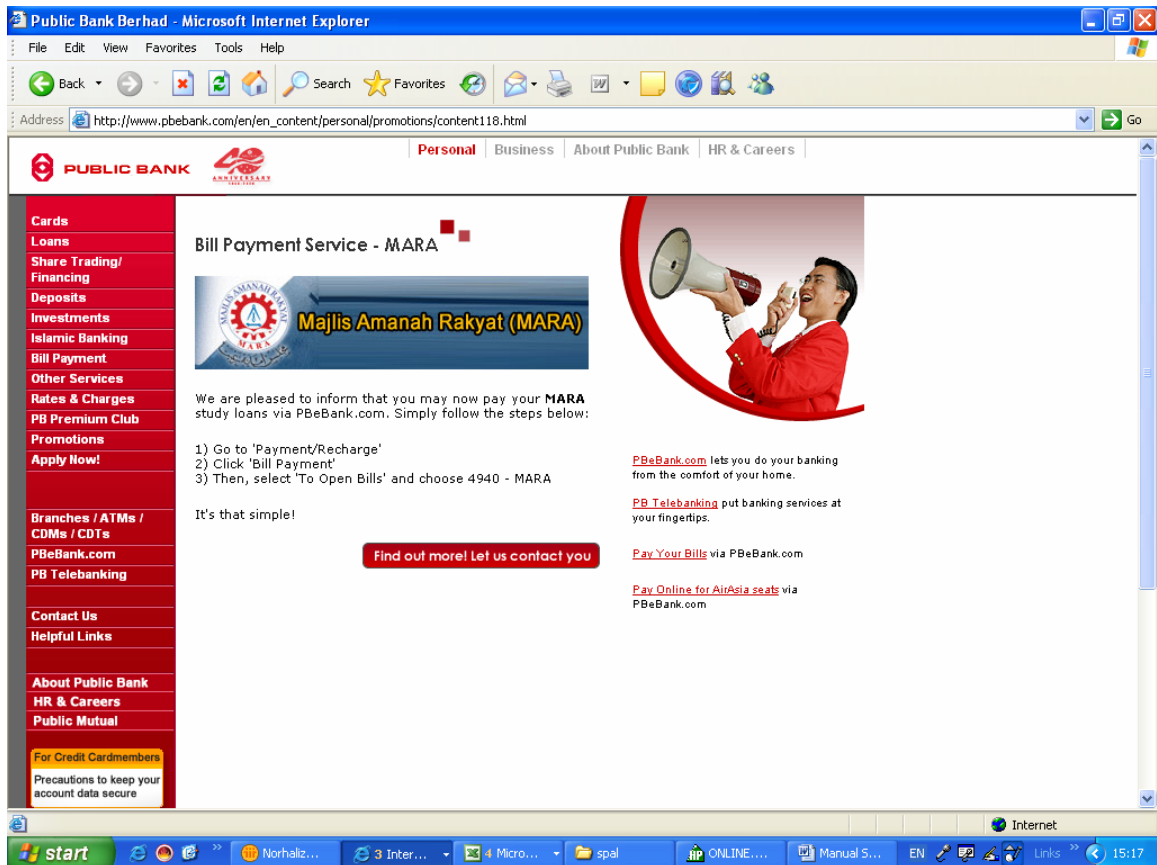 Public Bank Berhad - Microsoft Internet Explorer
File Edit View Favorites Tools Help
Back Search Favorites
Address http://www.pbebank.com/en/en_content/personal/promotions/content118.html Go
PUBLIC BANK
40
ANNIVERSARY
Personal Business About Public Bank HR & Careers
Cards
Loans
Share Trading/
Financing
Deposits
Investments
Islamic Banking
Bill Payment
Other Services
Rates & Charges
PB Premium Club
Promotions
Apply Now!
Branches / ATMs /
CDMs / CDTs
PBeBank.com
PB Telebanking
Contact Us
Helpful Links
About Public Bank
HR & Careers
Public Mutual
For Credit Cardmembers
Precautions to keep your
account data secure
Bill Payment Service - MARA
MAJLIS AMANAH RAKYAT
MARA
Majlis Amanah Rakyat (MARA)
We are pleased to inform that you may now pay your MARA
study loans via PBeBank.com. Simply follow the steps below:
1) Go to 'Payment/Recharge'
2) Click 'Bill Payment'
3) Then, select 'To Open Bills' and choose 4940 - MARA
It's that simple!
Find out more! Let us contact you
PBeBank.com lets you do your banking
from the comfort of your home.
PB Telebanking put banking services at
your fingertips.
Pay Your Bills via PBeBank.com
Pay Online for AirAsia seats via
PBeBank.com
Internet
start Norhaliz... 3 Inter... 4 Micro... spal ONLINE.... Manual S... EN Links 15:17